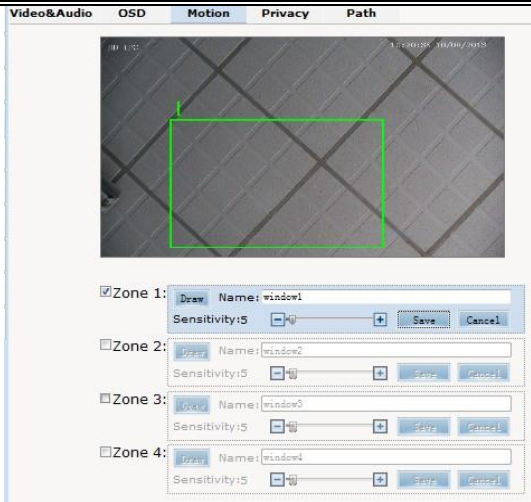 Video&Audio OSD Motion Privacy Path
HD IPC
Zone 1: Draw Name: window1
Sensitivity:5 - + Save Cancel
Zone 2: Draw Name: window2
Sensitivity:5 - + Save Cancel
Zone 3: Draw Name: window3
Sensitivity:5 - + Save Cancel
Zone 4: Draw Name: window4
Sensitivity:5 - + Save Cancel